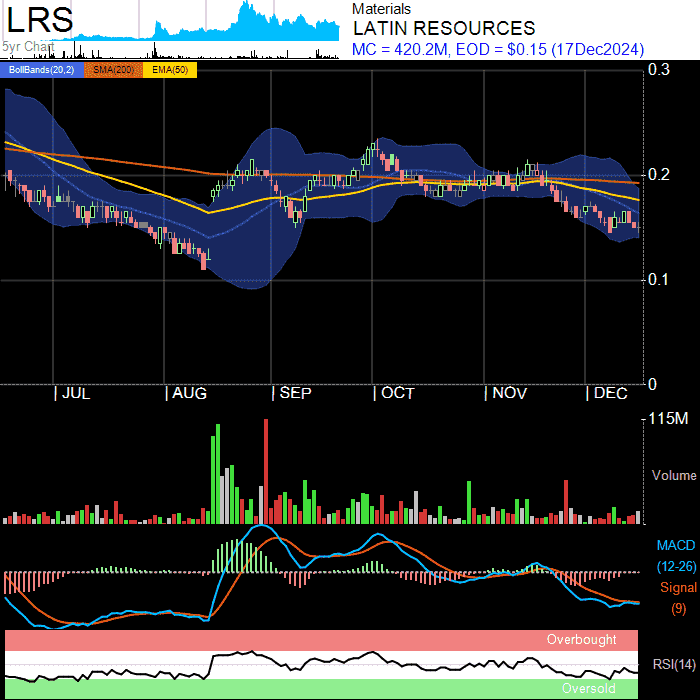 LRS
5yr Chart
Materials
LATIN RESOURCES
MC = 420.2M, EOD = $0.15 (17Dec2024)
BollBands(20,2) SMA(200) EMA(50)
0.3
0.2
0.1
0
| JUL | AUG | SEP | OCT | NOV | DEC
115M
Volume
MACD
(12-26)
Signal
(9)
Overbought
RSI(14)
Oversold